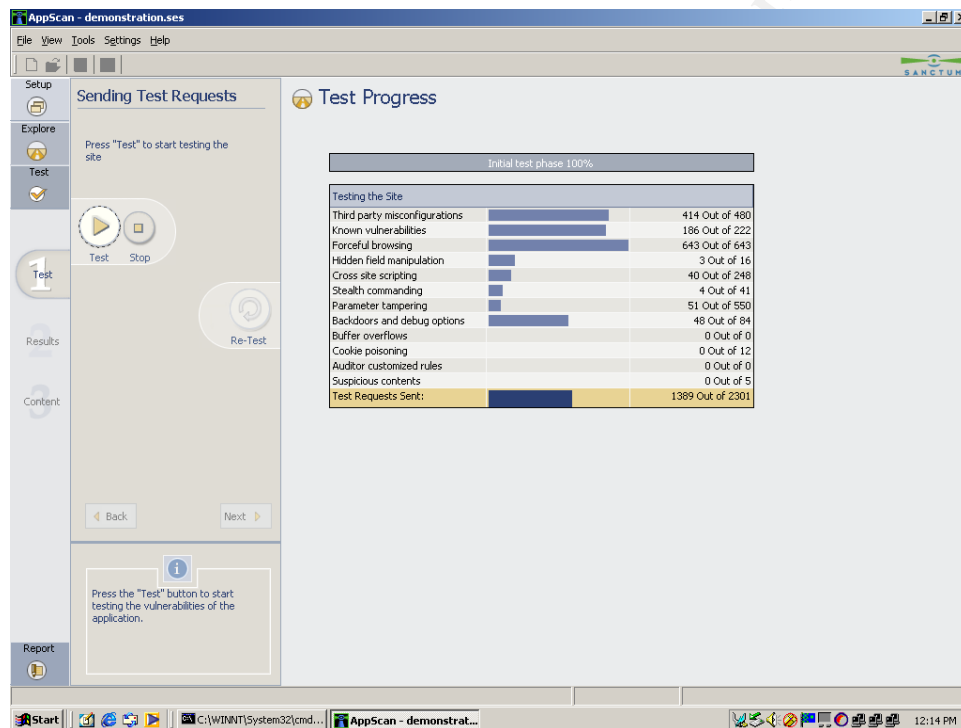 AppScan - demonstration.ses
File View Tools Settings Help
SANCTUM
Setup
Explore
Test
Sending Test Requests
Press "Test" to start testing the
site
Test Stop
Re-Test
1
Test
2
Results
3
Content
Back Next
i
Press the "Test" button to start
testing the vulnerabilities of the
application.
Report
Test Progress
Initial test phase 100%
Testing the Site
Third party misconfigurations 414 Out of 480
Known vulnerabilities 186 Out of 222
Forceful browsing 643 Out of 643
Hidden field manipulation 3 Out of 16
Cross site scripting 40 Out of 248
Stealth commanding 4 Out of 41
Parameter tampering 51 Out of 550
Backdoors and debug options 48 Out of 84
Buffer overflows 0 Out of 0
Cookie poisoning 0 Out of 12
Auditor customized rules 0 Out of 0
Suspicious contents 0 Out of 5
Test Requests Sent: 1389 Out of 2301
Start C:\WINNT\System32\cmd... AppScan - demonstrat... 12:14 PM